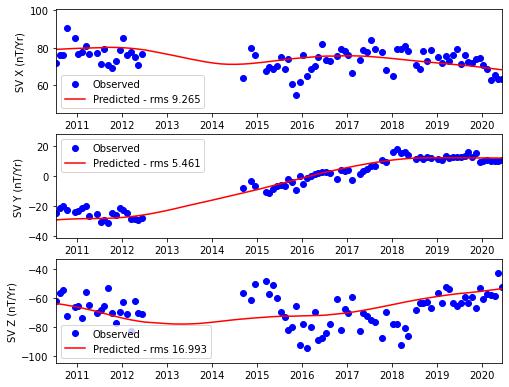 100
80
60
SV X (nT/Yr)
Observed
Predicted - rms 9.265
2011 2012 2013 2014 2015 2016 2017 2018 2019 2020
20
0
−20
−40
SV Y (nT/Yr)
Observed
Predicted - rms 5.461
2011 2012 2013 2014 2015 2016 2017 2018 2019 2020
−40
−60
−80
−100
SV Z (nT/Yr)
Observed
Predicted - rms 16.993
2011 2012 2013 2014 2015 2016 2017 2018 2019 2020